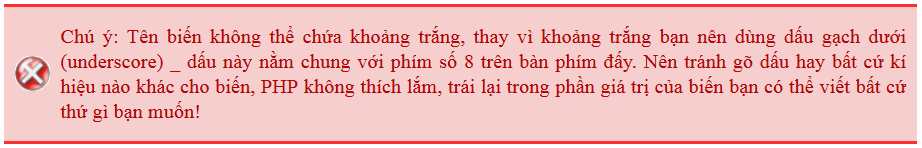 Chú ý: Tên biến không thể chứa khoảng trắng, thay vì khoảng trắng bạn nên dùng dấu gạch dưới
(underscore) _ dấu này nằm chung với phím số 8 trên bàn phím đấy. Nên tránh gõ dấu hay bất cứ kí
hiệu nào khác cho biến, PHP không thích lắm, trái lại trong phần giá trị của biến bạn có thể viết bất cứ
thứ gì bạn muốn!